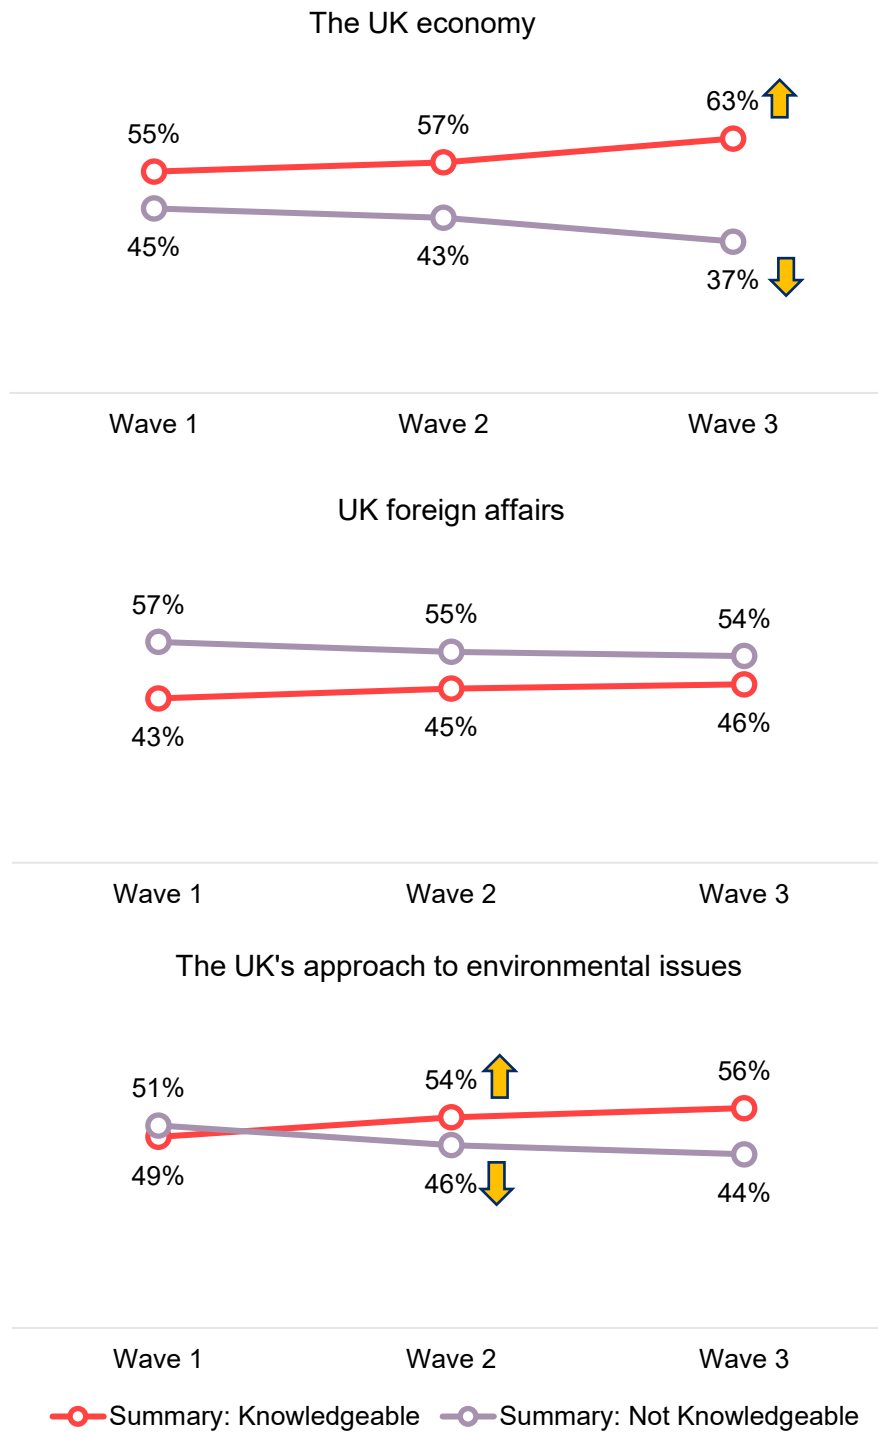 The UK economy
63%
57%
55%
45%
43%
37%
Wave 1 Wave 2 Wave 3
UK foreign affairs
57%
55%
54%
43%
45%
46%
Wave 1 Wave 2 Wave 3
The UK's approach to environmental issues
51%
54%
56%
49%
46%
44%
Wave 1 Wave 2 Wave 3
Summary: Knowledgeable Summary: Not Knowledgeable